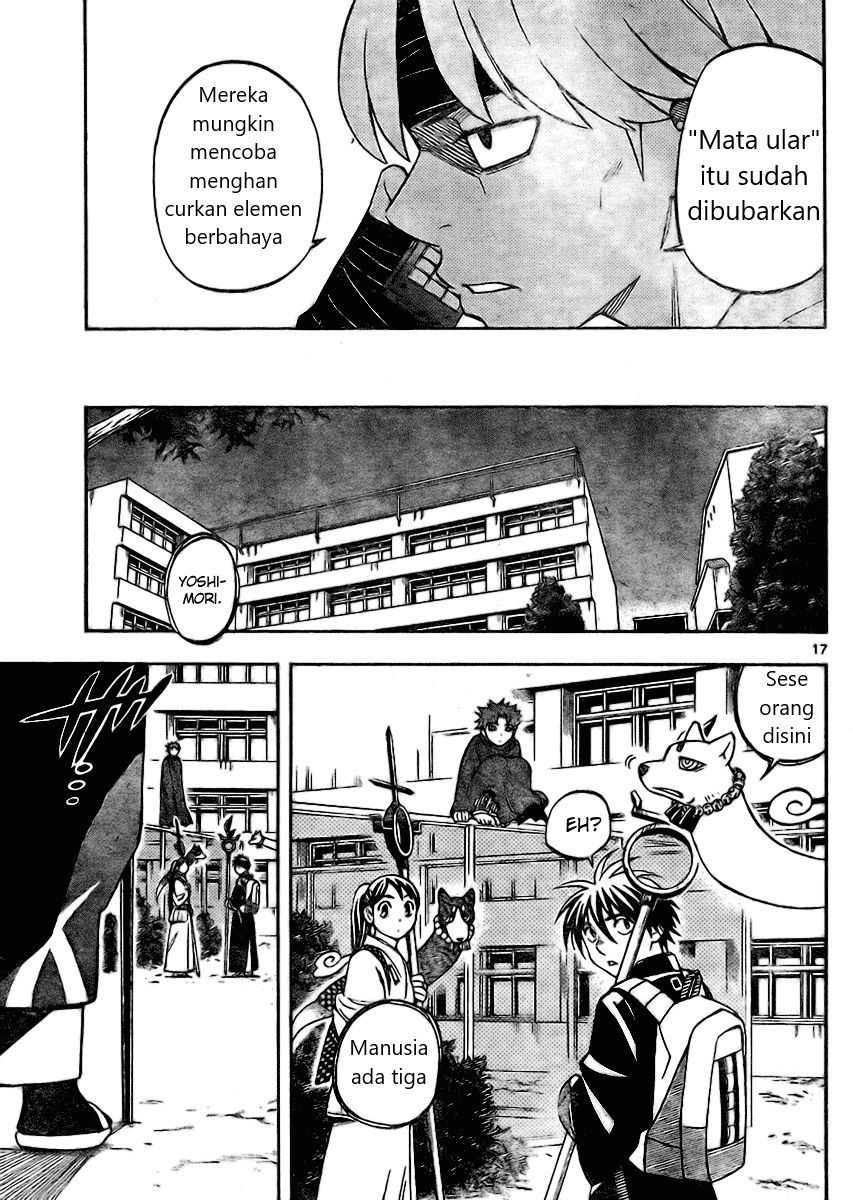 "Mata ular"
itu sudah
dibubarkan
Mereka
mungkin
mencoba
menghan
curkan elemen
berbahaya
YOSHI-
MORI.
17
Sese
orang
disini
EH?
Manusia
ada tiga